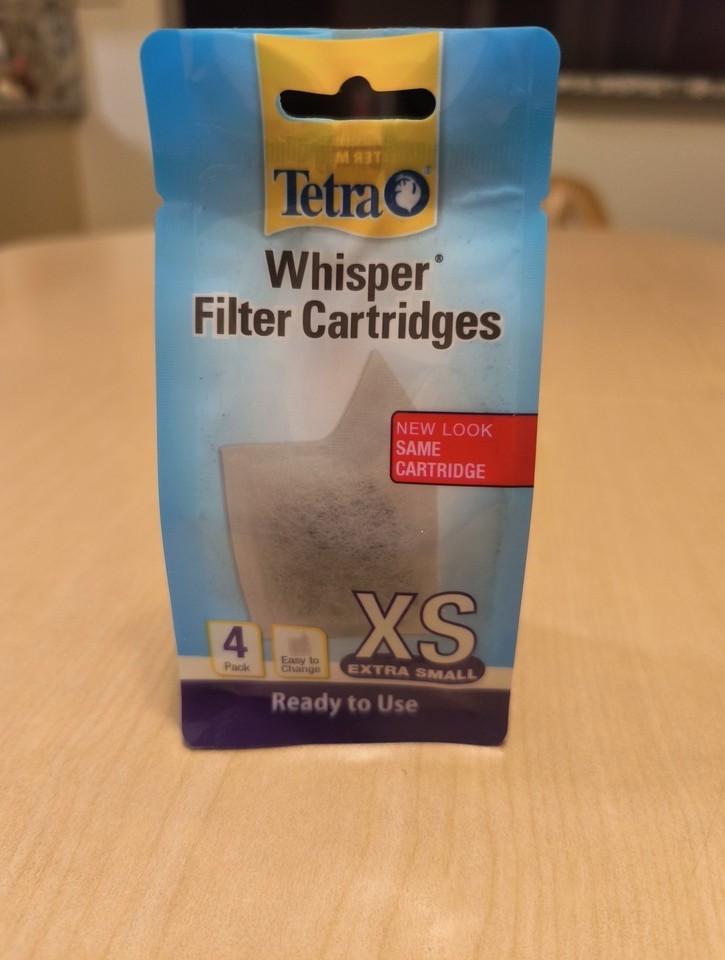 Tetra®
Whisper®
Filter Cartridges
NEW LOOK
SAME
CARTRIDGE
4
Pack
Easy to
Change
XS
EXTRA SMALL
Ready to Use